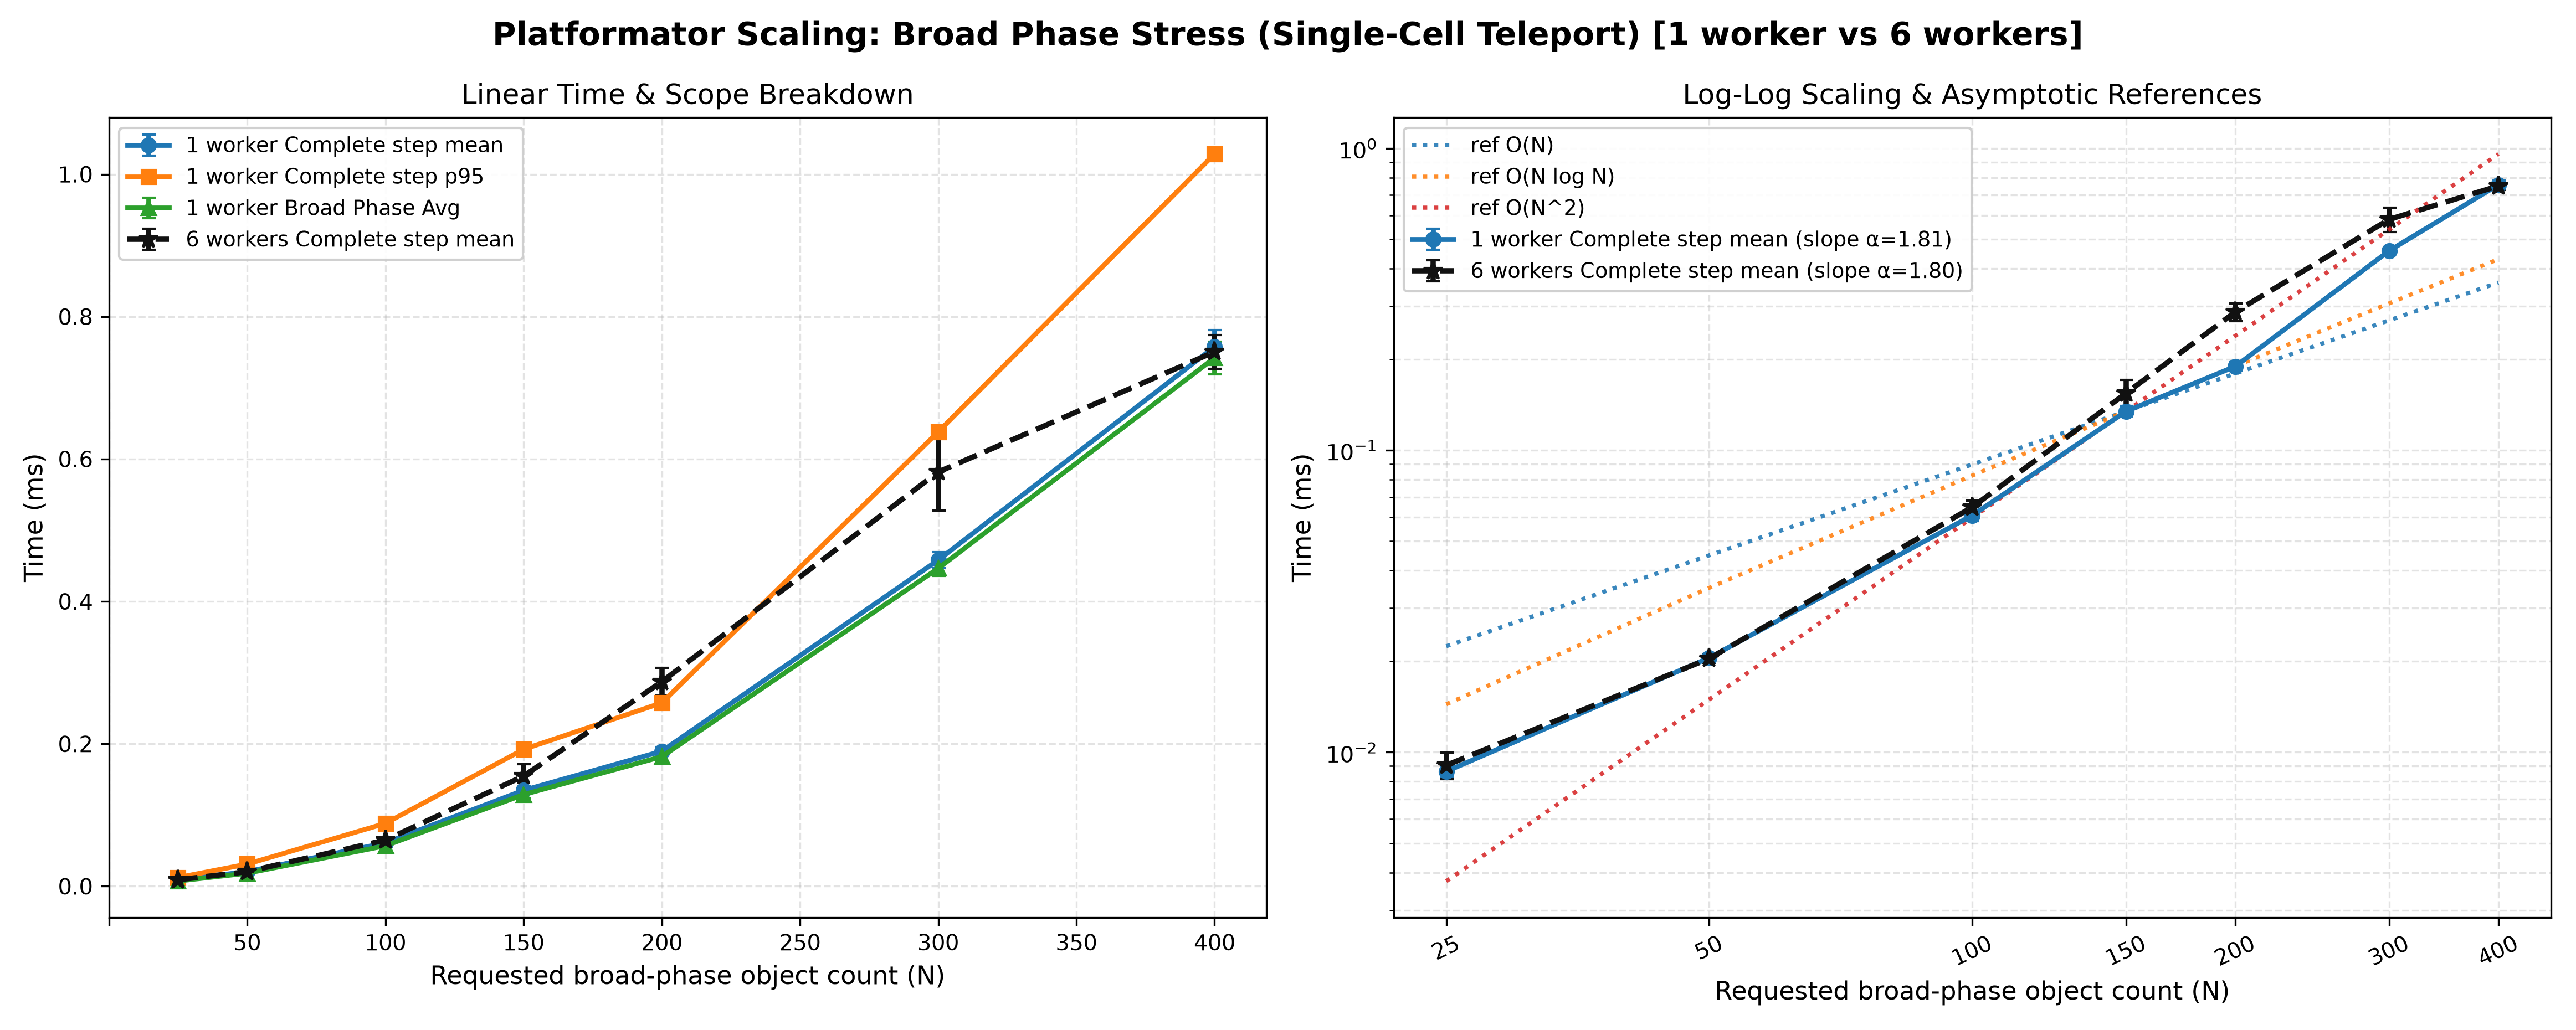 Platformator Scaling: Broad Phase Stress (Single-Cell Teleport) [1 worker vs 6 workers]
Linear Time & Scope Breakdown
1 worker Complete step mean
1 worker Complete step p95
1 worker Broad Phase Avg
6 workers Complete step mean
1.0
0.8
0.6
0.4
0.2
0.0
Time (ms)
50 100 150 200 250 300 350 400
Requested broad-phase object count (N)
Log-Log Scaling & Asymptotic References
ref O(N)
ref O(N log N)
ref O(N^2)
1 worker Complete step mean (slope α=1.81)
6 workers Complete step mean (slope α=1.80)
10⁰
10⁻¹
10⁻²
Time (ms)
25 50 100 150 200 300 400
Requested broad-phase object count (N)